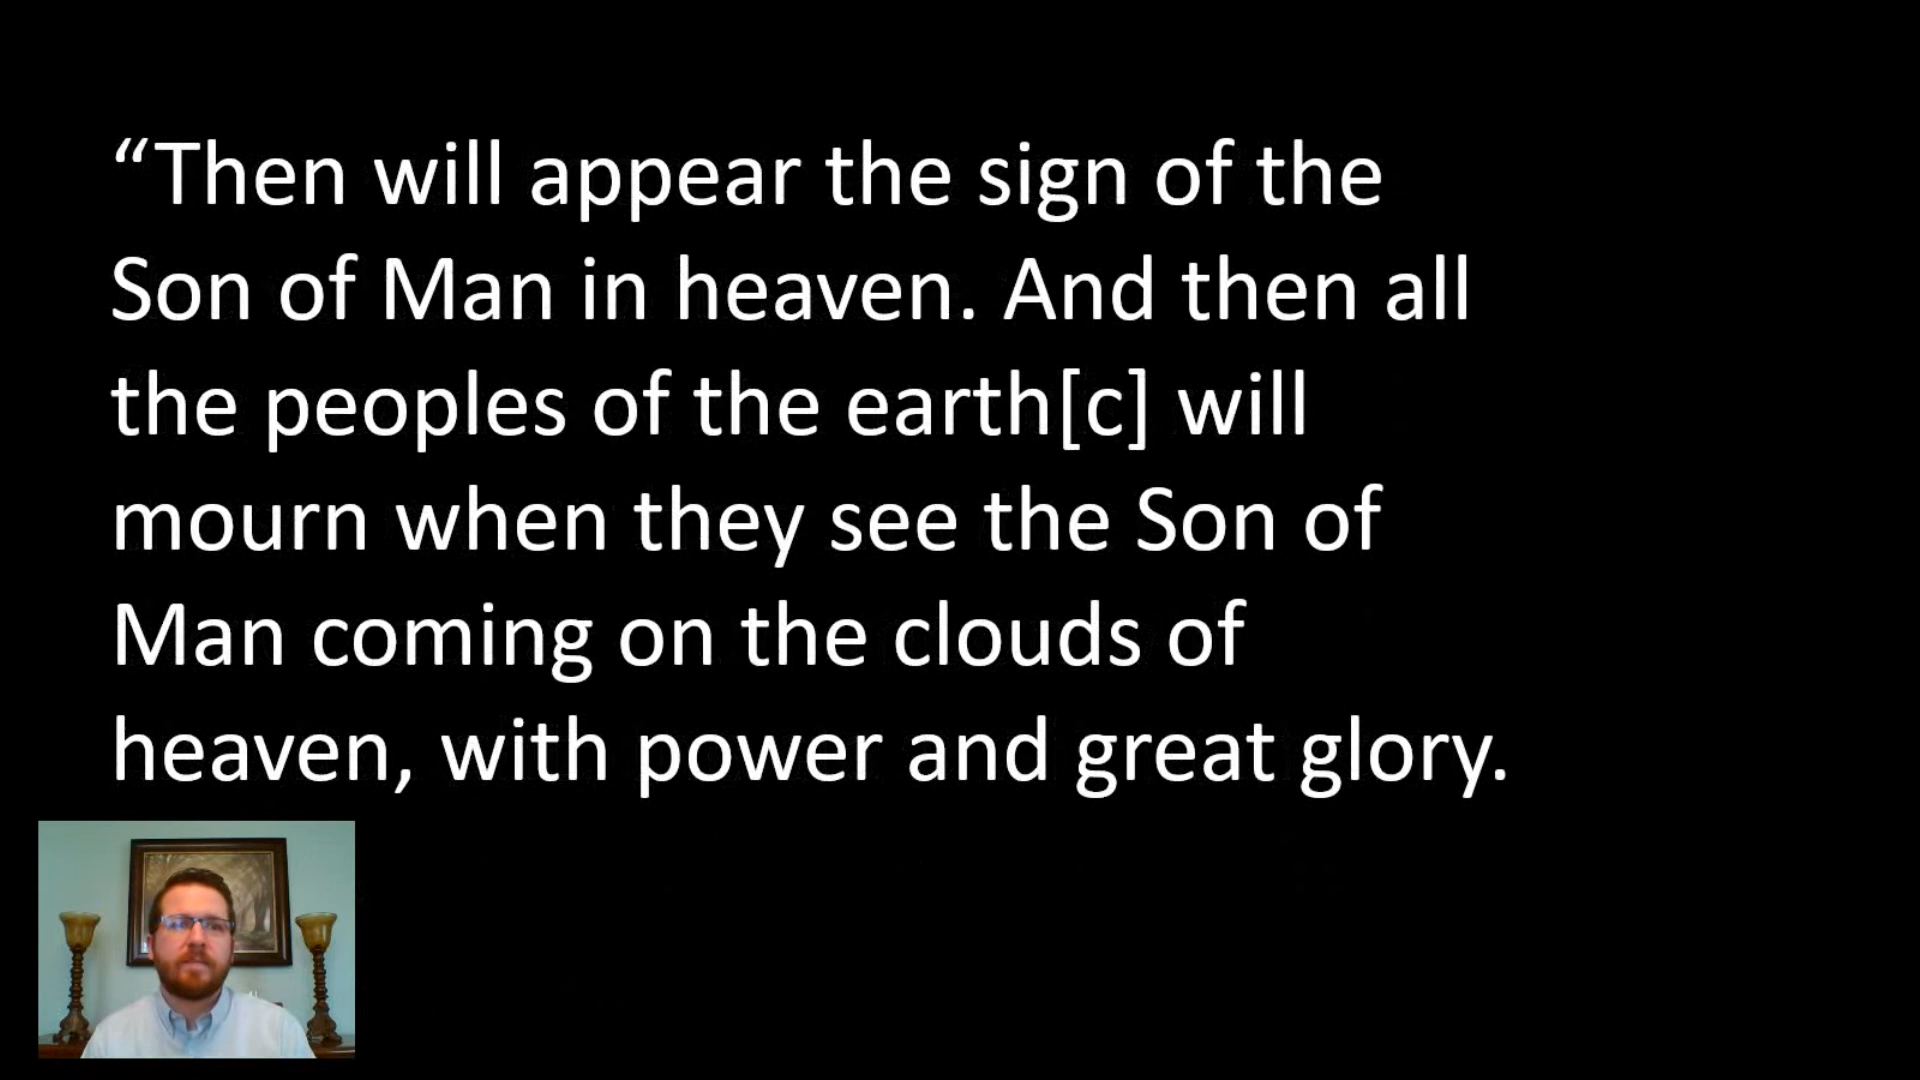 “Then will appear the sign of the
Son of Man in heaven. And then all
the peoples of the earth[c] will
mourn when they see the Son of
Man coming on the clouds of
heaven, with power and great glory.